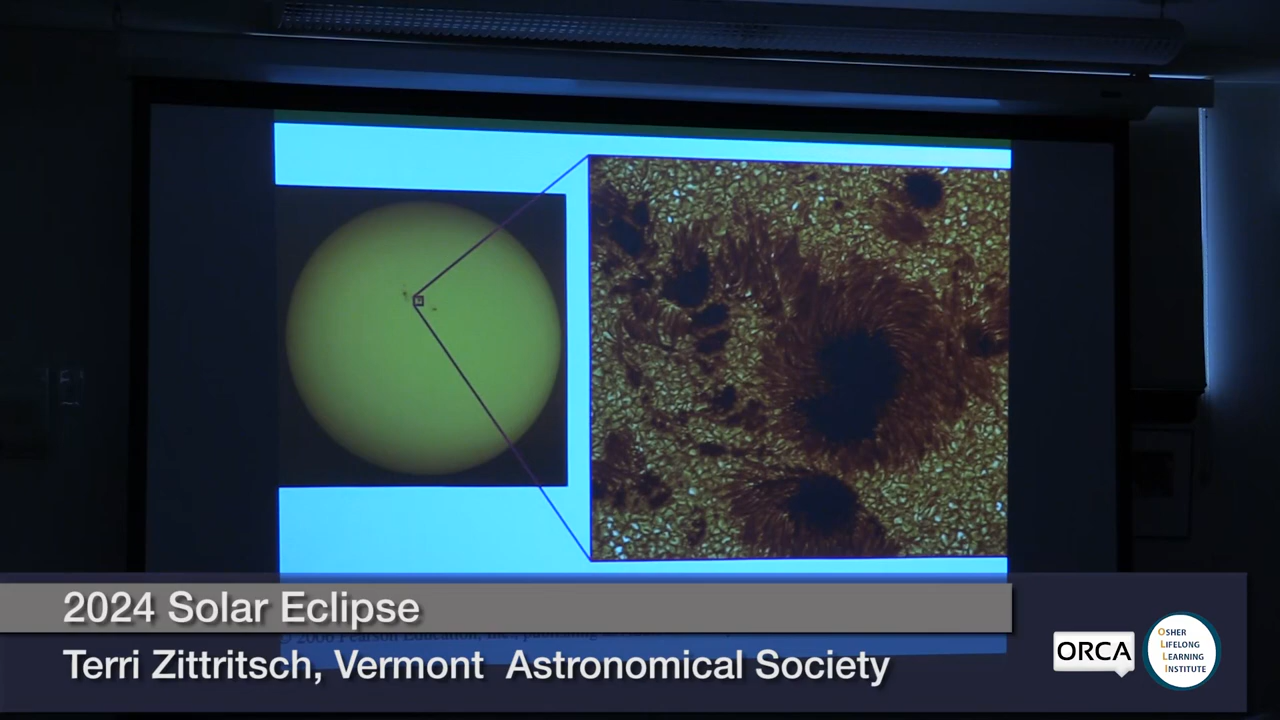 2024 Solar Eclipse
Terri Zittritsch, Vermont Astronomical Society
ORCA
OSHER
LIFELONG
LEARNING
INSTITUTE